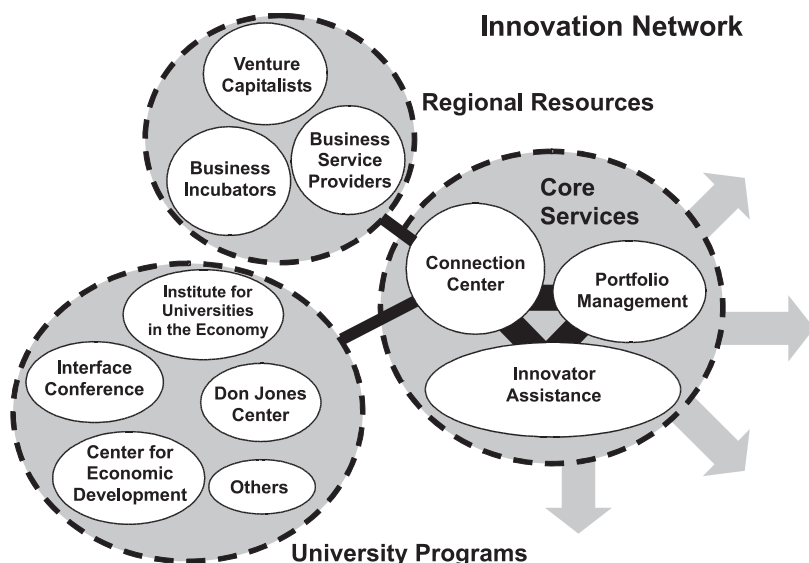 Innovation Network
Venture
Capitalists
Regional Resources
Business
Service
Providers
Business
Incubators
Core
Services
Connection
Center
Portfolio
Management
Innovator
Assistance
Institute for
Universities
in the Economy
Interface
Conference
Don Jones
Center
Center for
Economic
Development
Others
University Programs